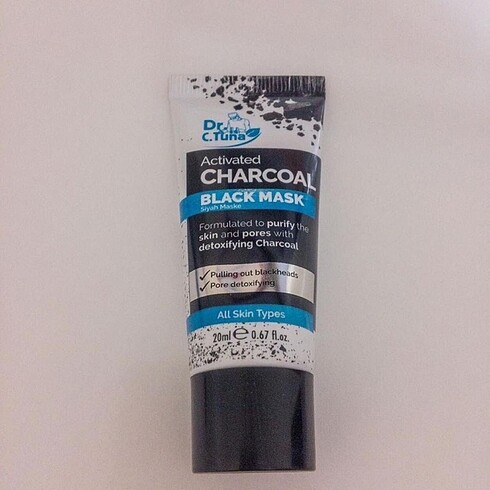 Dr.
C.Tuna
Activated
CHARCOAL
BLACK MASK
Siyah Maske
Formulated to purify the
skin and pores with
detoxifying Charcoal
Pulling out blackheads
Pore detoxifying
All Skin Types
20ml e 0.67 fl.oz.